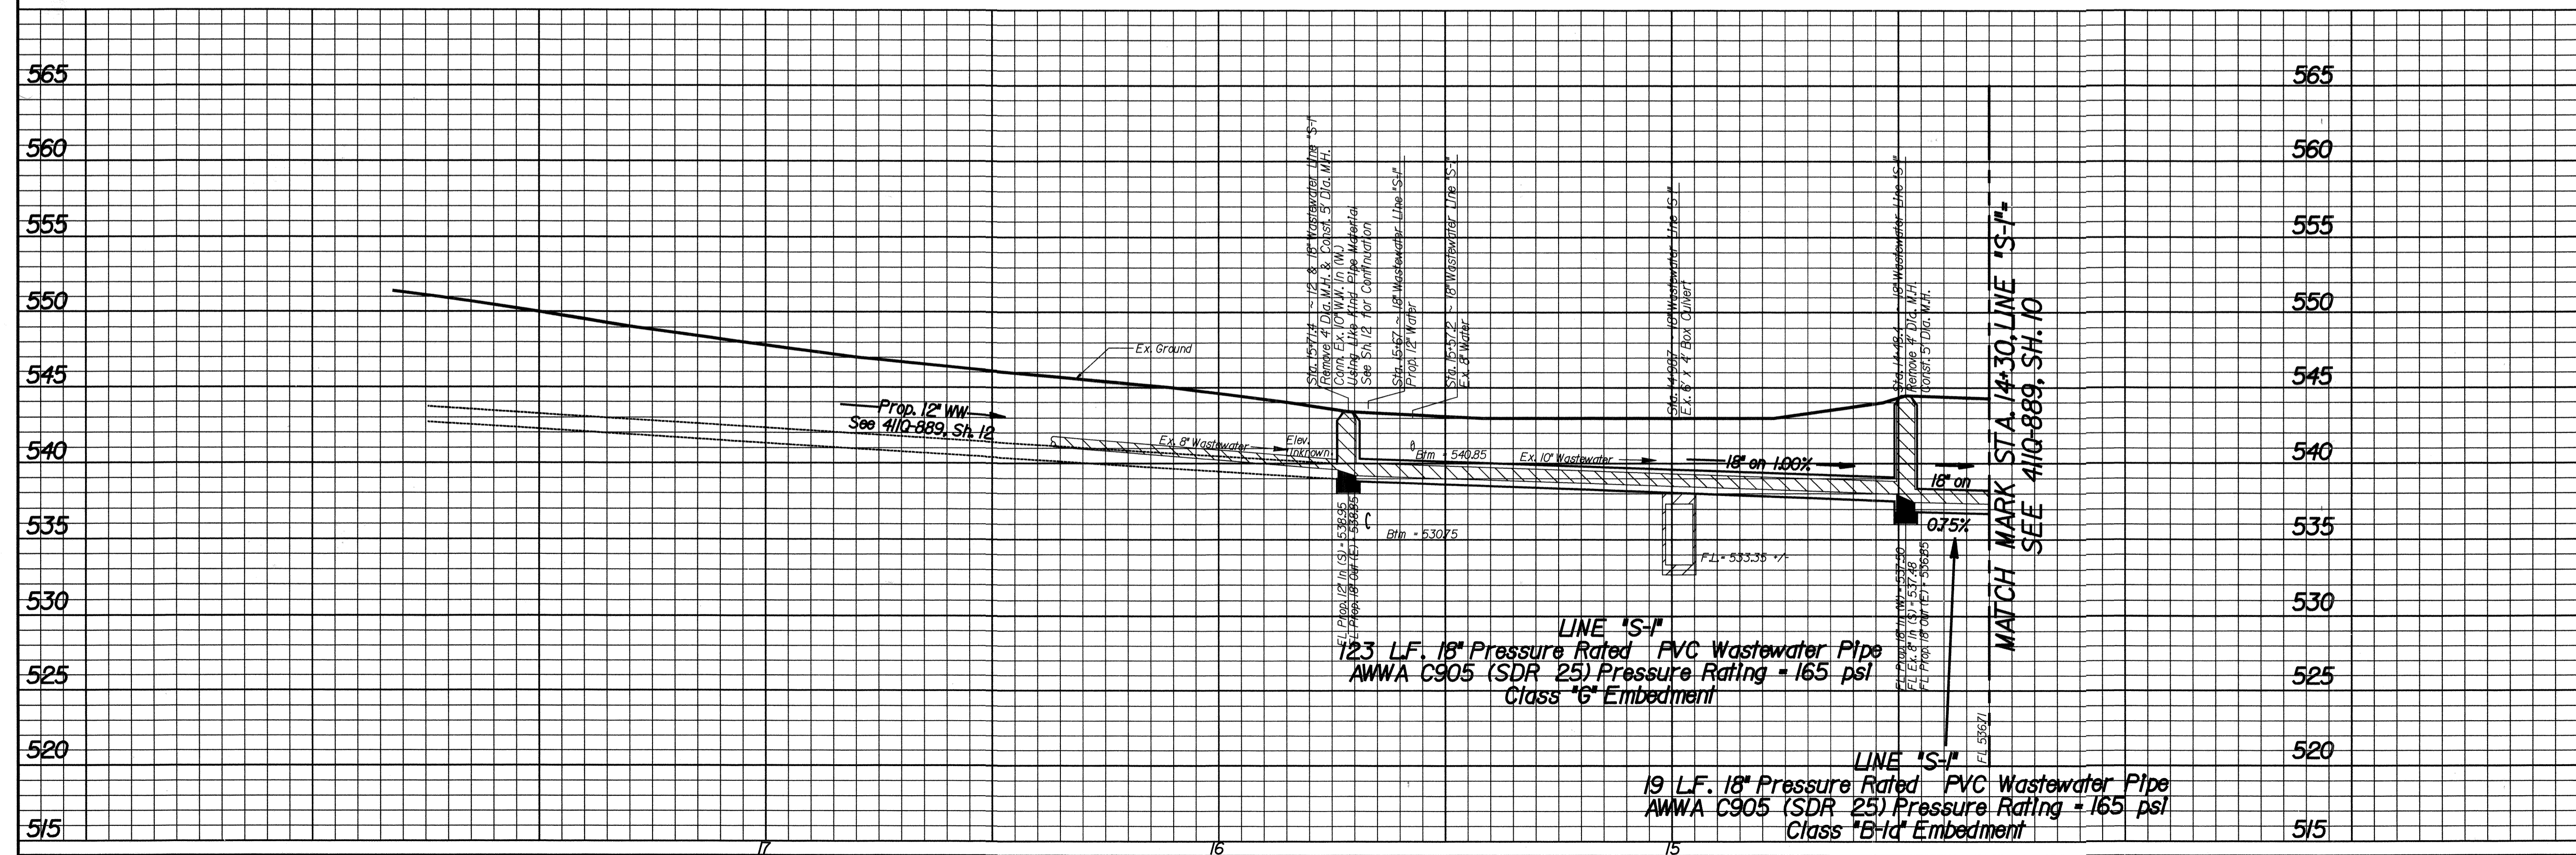 565
560
555
550
545
540
535
530
525
520
515
565
560
555
550
545
540
535
530
525
520
515
17
16
15
Ex. Ground
Prop. 12" WW
See 411Q-889, Sh. 12
Ex. 8" Wastewater
Elev.
Unknown
Sta. 15+71.4 ~ 12 & 18" Wastewater Line "S-1"
Remove 4' Dia. M.H. & Const. 5' Dia. M.H.
Conn. Ex. 10" W.W. In (W.)
Using Like Kind Pipe Material
See Sh. 12 for Continuation
Sta. 15+67 ~ 18" Wastewater Line "S-1"
Prop. 12" Water
Sta. 15+57.2 ~ 18" Wastewater Line "S-1"
Ex. 8" Water
Sta. 14+98.7 ~ 18" Wastewater Line "S-1"
Ex. 6' x 4' Box Culvert
Sta. 14+48.4 ~ 18" Wastewater Line "S-1"
Remove 4' Dia. M.H.
Const. 5' Dia. M.H.
Btm = 540.85
Ex. 10" Wastewater
18" on 1.00%
18" on
0.75%
Btm = 530.75
F.L. = 533.35 +/-
FL Prop. 12" In (S) = 538.95
FL Prop. 18" Out (E) = 538.85
FL Prop. 18" In (W) = 537.50
FL Ex. 8" In (S) = 537.48
FL Prop. 18" Out (E) = 536.85
FL 536.71
MATCH MARK STA. 14+30, LINE "S-1"=
SEE 411Q-889, SH. 10
LINE "S-1"
123 L.F. 18" Pressure Rated PVC Wastewater Pipe
AWWA C905 (SDR 25) Pressure Rating = 165 psi
Class "G" Embedment
LINE "S-1"
19 L.F. 18" Pressure Rated PVC Wastewater Pipe
AWWA C905 (SDR 25) Pressure Rating = 165 psi
Class "B-1a" Embedment